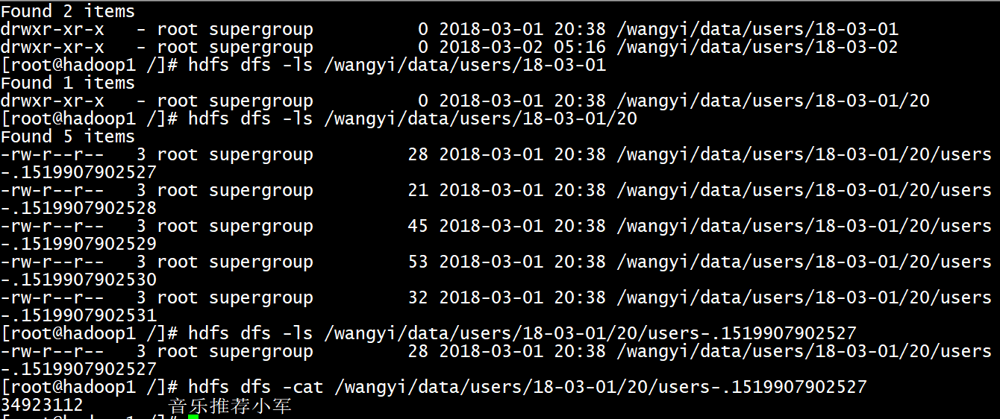 Found 2 items
drwxr-xr-x   - root supergroup          0 2018-03-01 20:38 /wangyi/data/users/18-03-01
drwxr-xr-x   - root supergroup          0 2018-03-02 05:16 /wangyi/data/users/18-03-02
[root@hadoop1 /]# hdfs dfs -ls /wangyi/data/users/18-03-01
Found 1 items
drwxr-xr-x   - root supergroup          0 2018-03-01 20:38 /wangyi/data/users/18-03-01/20
[root@hadoop1 /]# hdfs dfs -ls /wangyi/data/users/18-03-01/20
Found 5 items
-rw-r--r--   3 root supergroup         28 2018-03-01 20:38 /wangyi/data/users/18-03-01/20/users
-.1519907902527
-rw-r--r--   3 root supergroup         21 2018-03-01 20:38 /wangyi/data/users/18-03-01/20/users
-.1519907902528
-rw-r--r--   3 root supergroup         45 2018-03-01 20:38 /wangyi/data/users/18-03-01/20/users
-.1519907902529
-rw-r--r--   3 root supergroup         53 2018-03-01 20:38 /wangyi/data/users/18-03-01/20/users
-.1519907902530
-rw-r--r--   3 root supergroup         32 2018-03-01 20:38 /wangyi/data/users/18-03-01/20/users
-.1519907902531
[root@hadoop1 /]# hdfs dfs -ls /wangyi/data/users/18-03-01/20/users-.1519907902527
-rw-r--r--   3 root supergroup         28 2018-03-01 20:38 /wangyi/data/users/18-03-01/20/users
-.1519907902527
[root@hadoop1 /]# hdfs dfs -cat /wangyi/data/users/18-03-01/20/users-.1519907902527
34923112        音乐推荐小军
[root@hadoop1 /]#